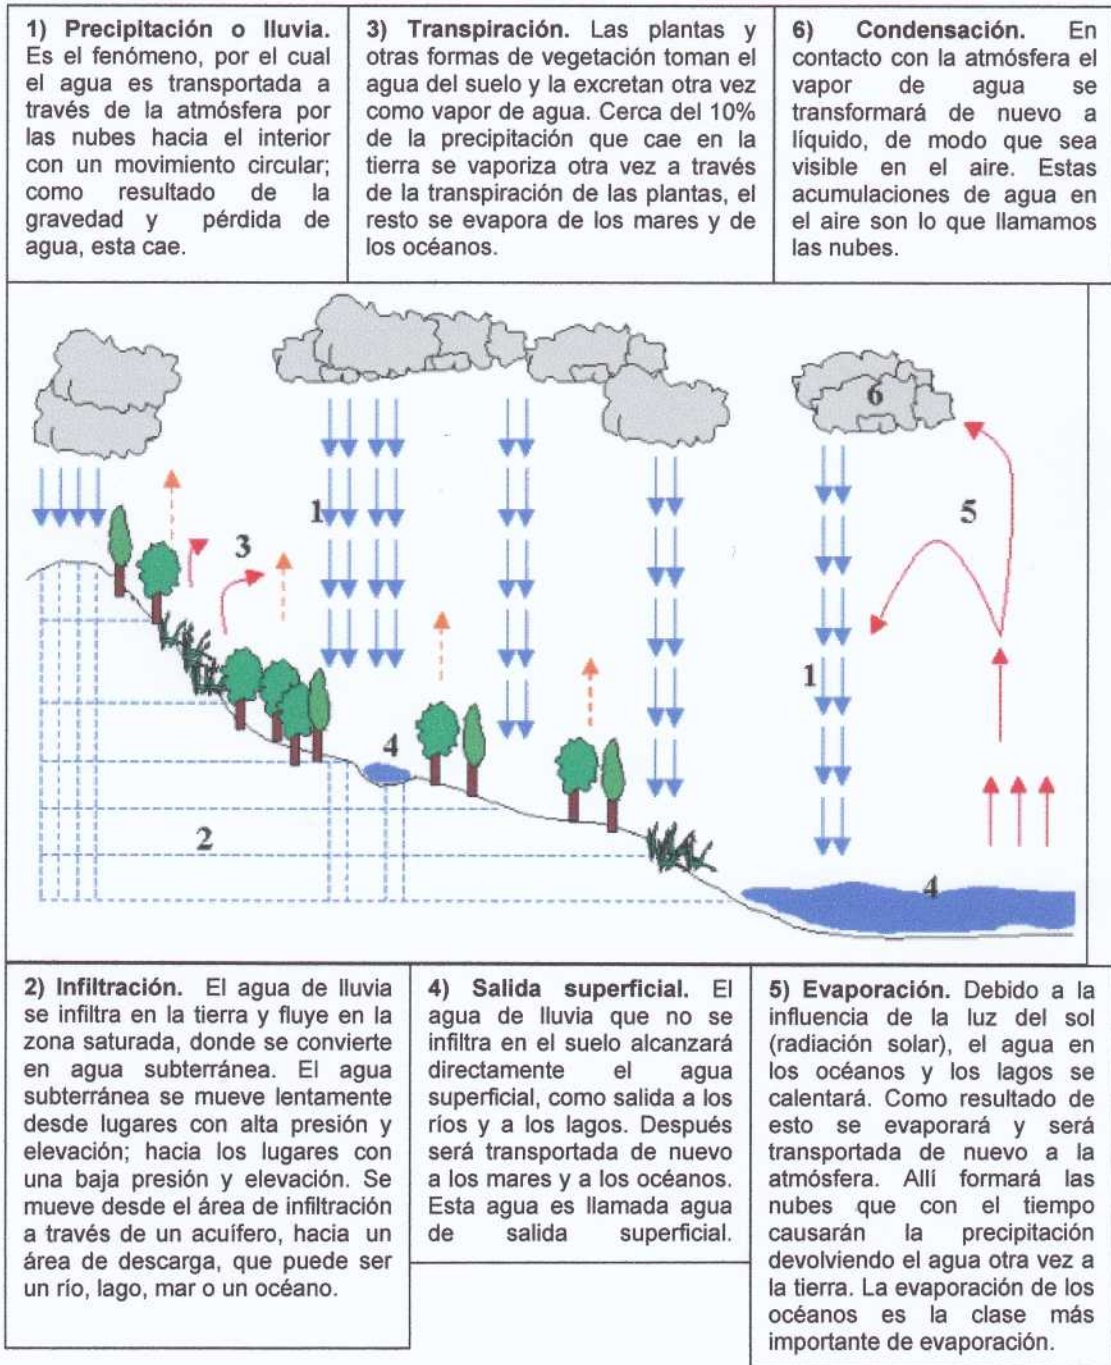 1) Precipitación o lluvia.
Es el fenómeno, por el cual
el agua es transportada a
través de la atmósfera por
las nubes hacia el interior
con un movimiento circular;
como resultado de la
gravedad y pérdida de
agua, esta cae.
3) Transpiración. Las plantas y
otras formas de vegetación toman el
agua del suelo y la excretan otra vez
como vapor de agua. Cerca del 10%
de la precipitación que cae en la
tierra se vaporiza otra vez a través
de la transpiración de las plantas, el
resto se evapora de los mares y de
los océanos.
6) Condensación. En
contacto con la atmósfera el
vapor de agua se
transformará de nuevo a
líquido, de modo que sea
visible en el aire. Estas
acumulaciones de agua en
el aire son lo que llamamos
las nubes.
6
1
5
3
1
4
2
4
2) Infiltración. El agua de lluvia
se infiltra en la tierra y fluye en la
zona saturada, donde se convierte
en agua subterránea. El agua
subterránea se mueve lentamente
desde lugares con alta presión y
elevación; hacia los lugares con
una baja presión y elevación. Se
mueve desde el área de infiltración
a través de un acuífero, hacia un
área de descarga, que puede ser
un río, lago, mar o un océano.
4) Salida superficial. El
agua de lluvia que no se
infiltra en el suelo alcanzará
directamente el agua
superficial, como salida a los
ríos y a los lagos. Después
será transportada de nuevo
a los mares y a los océanos.
Esta agua es llamada agua
de salida superficial.
5) Evaporación. Debido a la
influencia de la luz del sol
(radiación solar), el agua en
los océanos y los lagos se
calentará. Como resultado de
esto se evaporará y será
transportada de nuevo a la
atmósfera. Allí formará las
nubes que con el tiempo
causarán la precipitación
devolviendo el agua otra vez a
la tierra. La evaporación de los
océanos es la clase más
importante de evaporación.